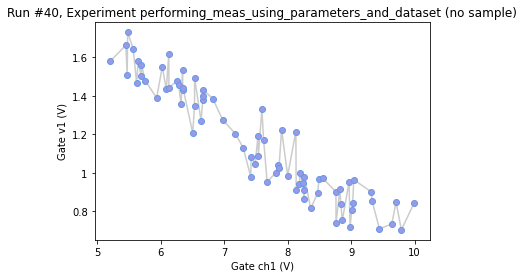 Run #40, Experiment performing_meas_using_parameters_and_dataset (no sample)
1.6
1.4
1.2
1
0.8
Gate v1 (V)
5 6 7 8 9 10
Gate ch1 (V)